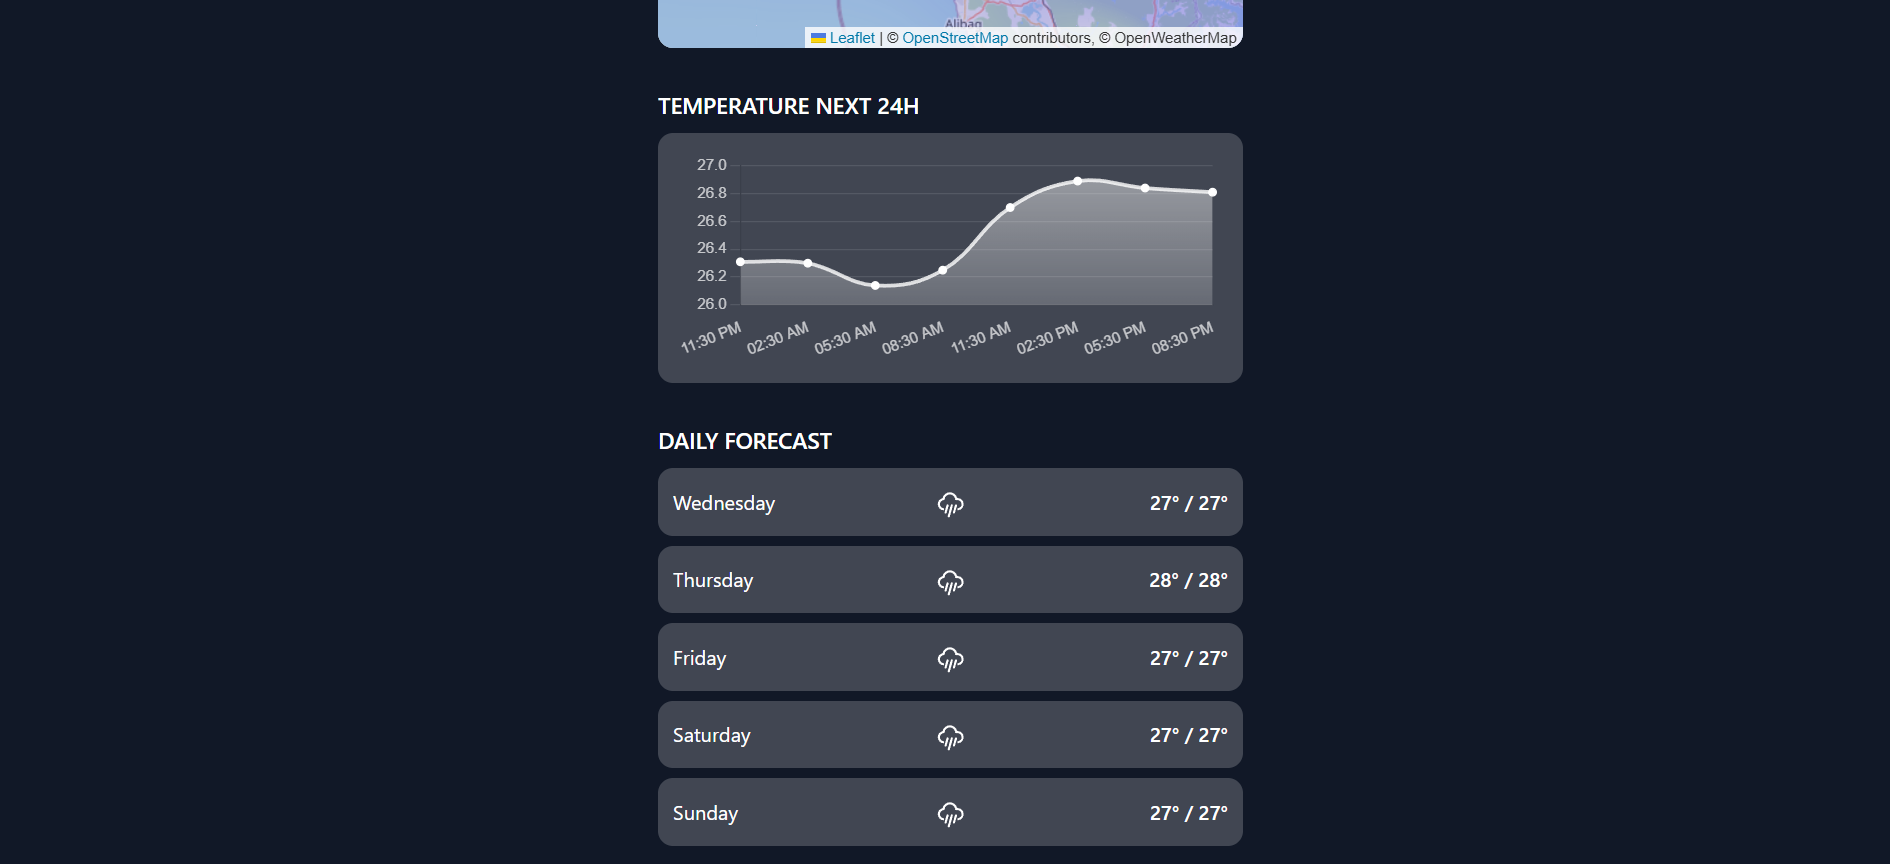 Alibag
Leaflet | © OpenStreetMap contributors, © OpenWeatherMap
TEMPERATURE NEXT 24H
27.0
26.8
26.6
26.4
26.2
26.0
11:30 PM
02:30 AM
05:30 AM
08:30 AM
11:30 AM
02:30 PM
05:30 PM
08:30 PM
DAILY FORECAST
Wednesday 27° / 27°
Thursday 28° / 28°
Friday 27° / 27°
Saturday 27° / 27°
Sunday 27° / 27°